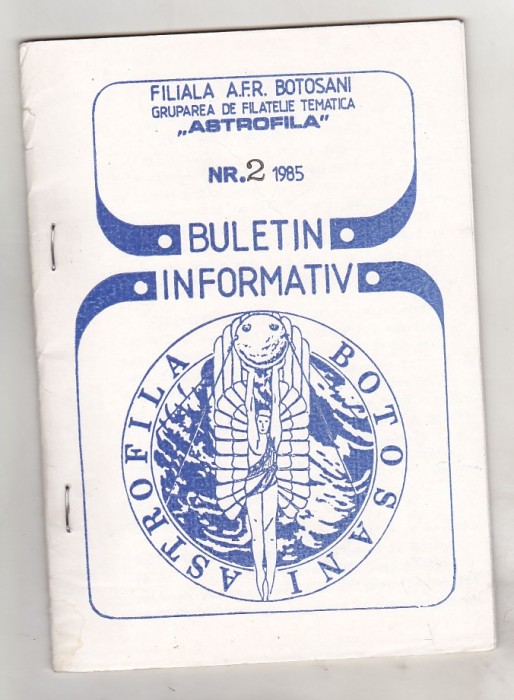 FILIALA A.F.R. BOTOSANI
GRUPAREA DE FILATELIE TEMATICA
„ASTROFILA"
NR.2 1985
BULETIN
INFORMATIV
ASTROFILA BOTOSANI